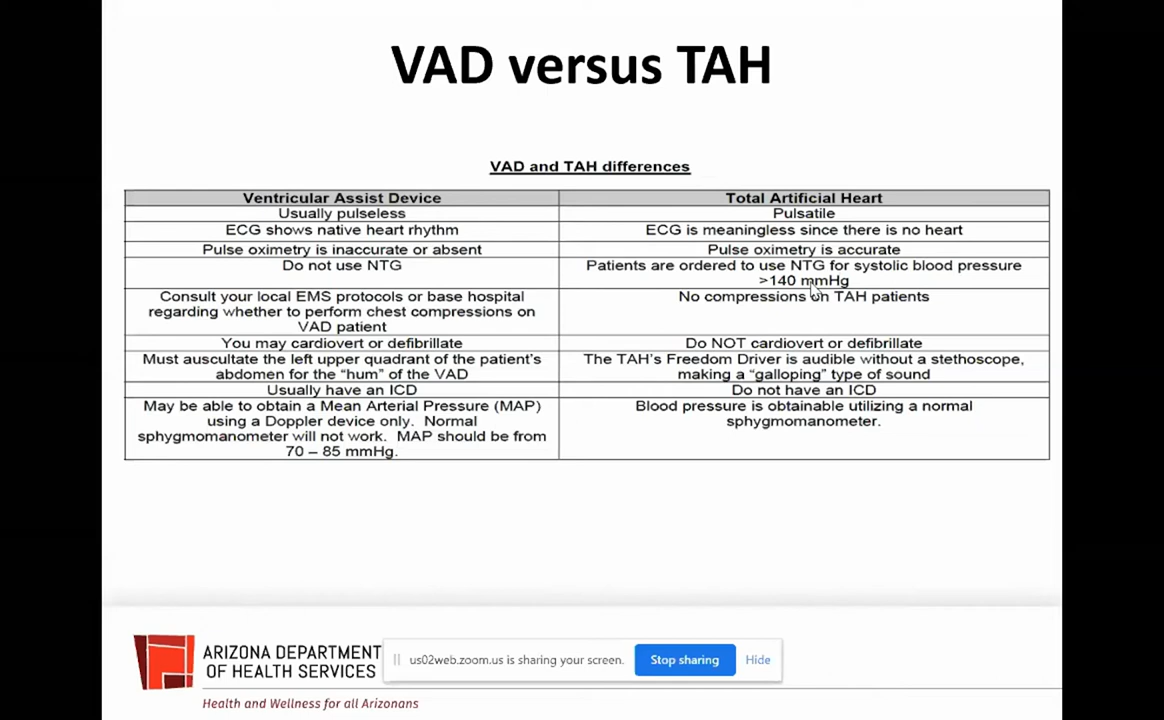 VAD versus TAH
VAD and TAH differences
Ventricular Assist Device
Total Artificial Heart
Usually pulseless
Pulsatile
ECG shows native heart rhythm
ECG is meaningless since there is no heart
Pulse oximetry is inaccurate or absent
Pulse oximetry is accurate
Do not use NTG
Patients are ordered to use NTG for systolic blood pressure
>140 mmHg
Consult your local EMS protocols or base hospital
regarding whether to perform chest compressions on
VAD patient
No compressions on TAH patients
You may cardiovert or defibrillate
Do NOT cardiovert or defibrillate
Must auscultate the left upper quadrant of the patient's
abdomen for the "hum" of the VAD
The TAH's Freedom Driver is audible without a stethoscope,
making a "galloping" type of sound
Usually have an ICD
Do not have an ICD
May be able to obtain a Mean Arterial Pressure (MAP)
using a Doppler device only. Normal
sphygmomanometer will not work. MAP should be from
70 – 85 mmHg.
Blood pressure is obtainable utilizing a normal
sphygmomanometer.
ARIZONA DEPARTMENT
OF HEALTH SERVICES
Health and Wellness for all Arizonans
us02web.zoom.us is sharing your screen.
Stop sharing
Hide